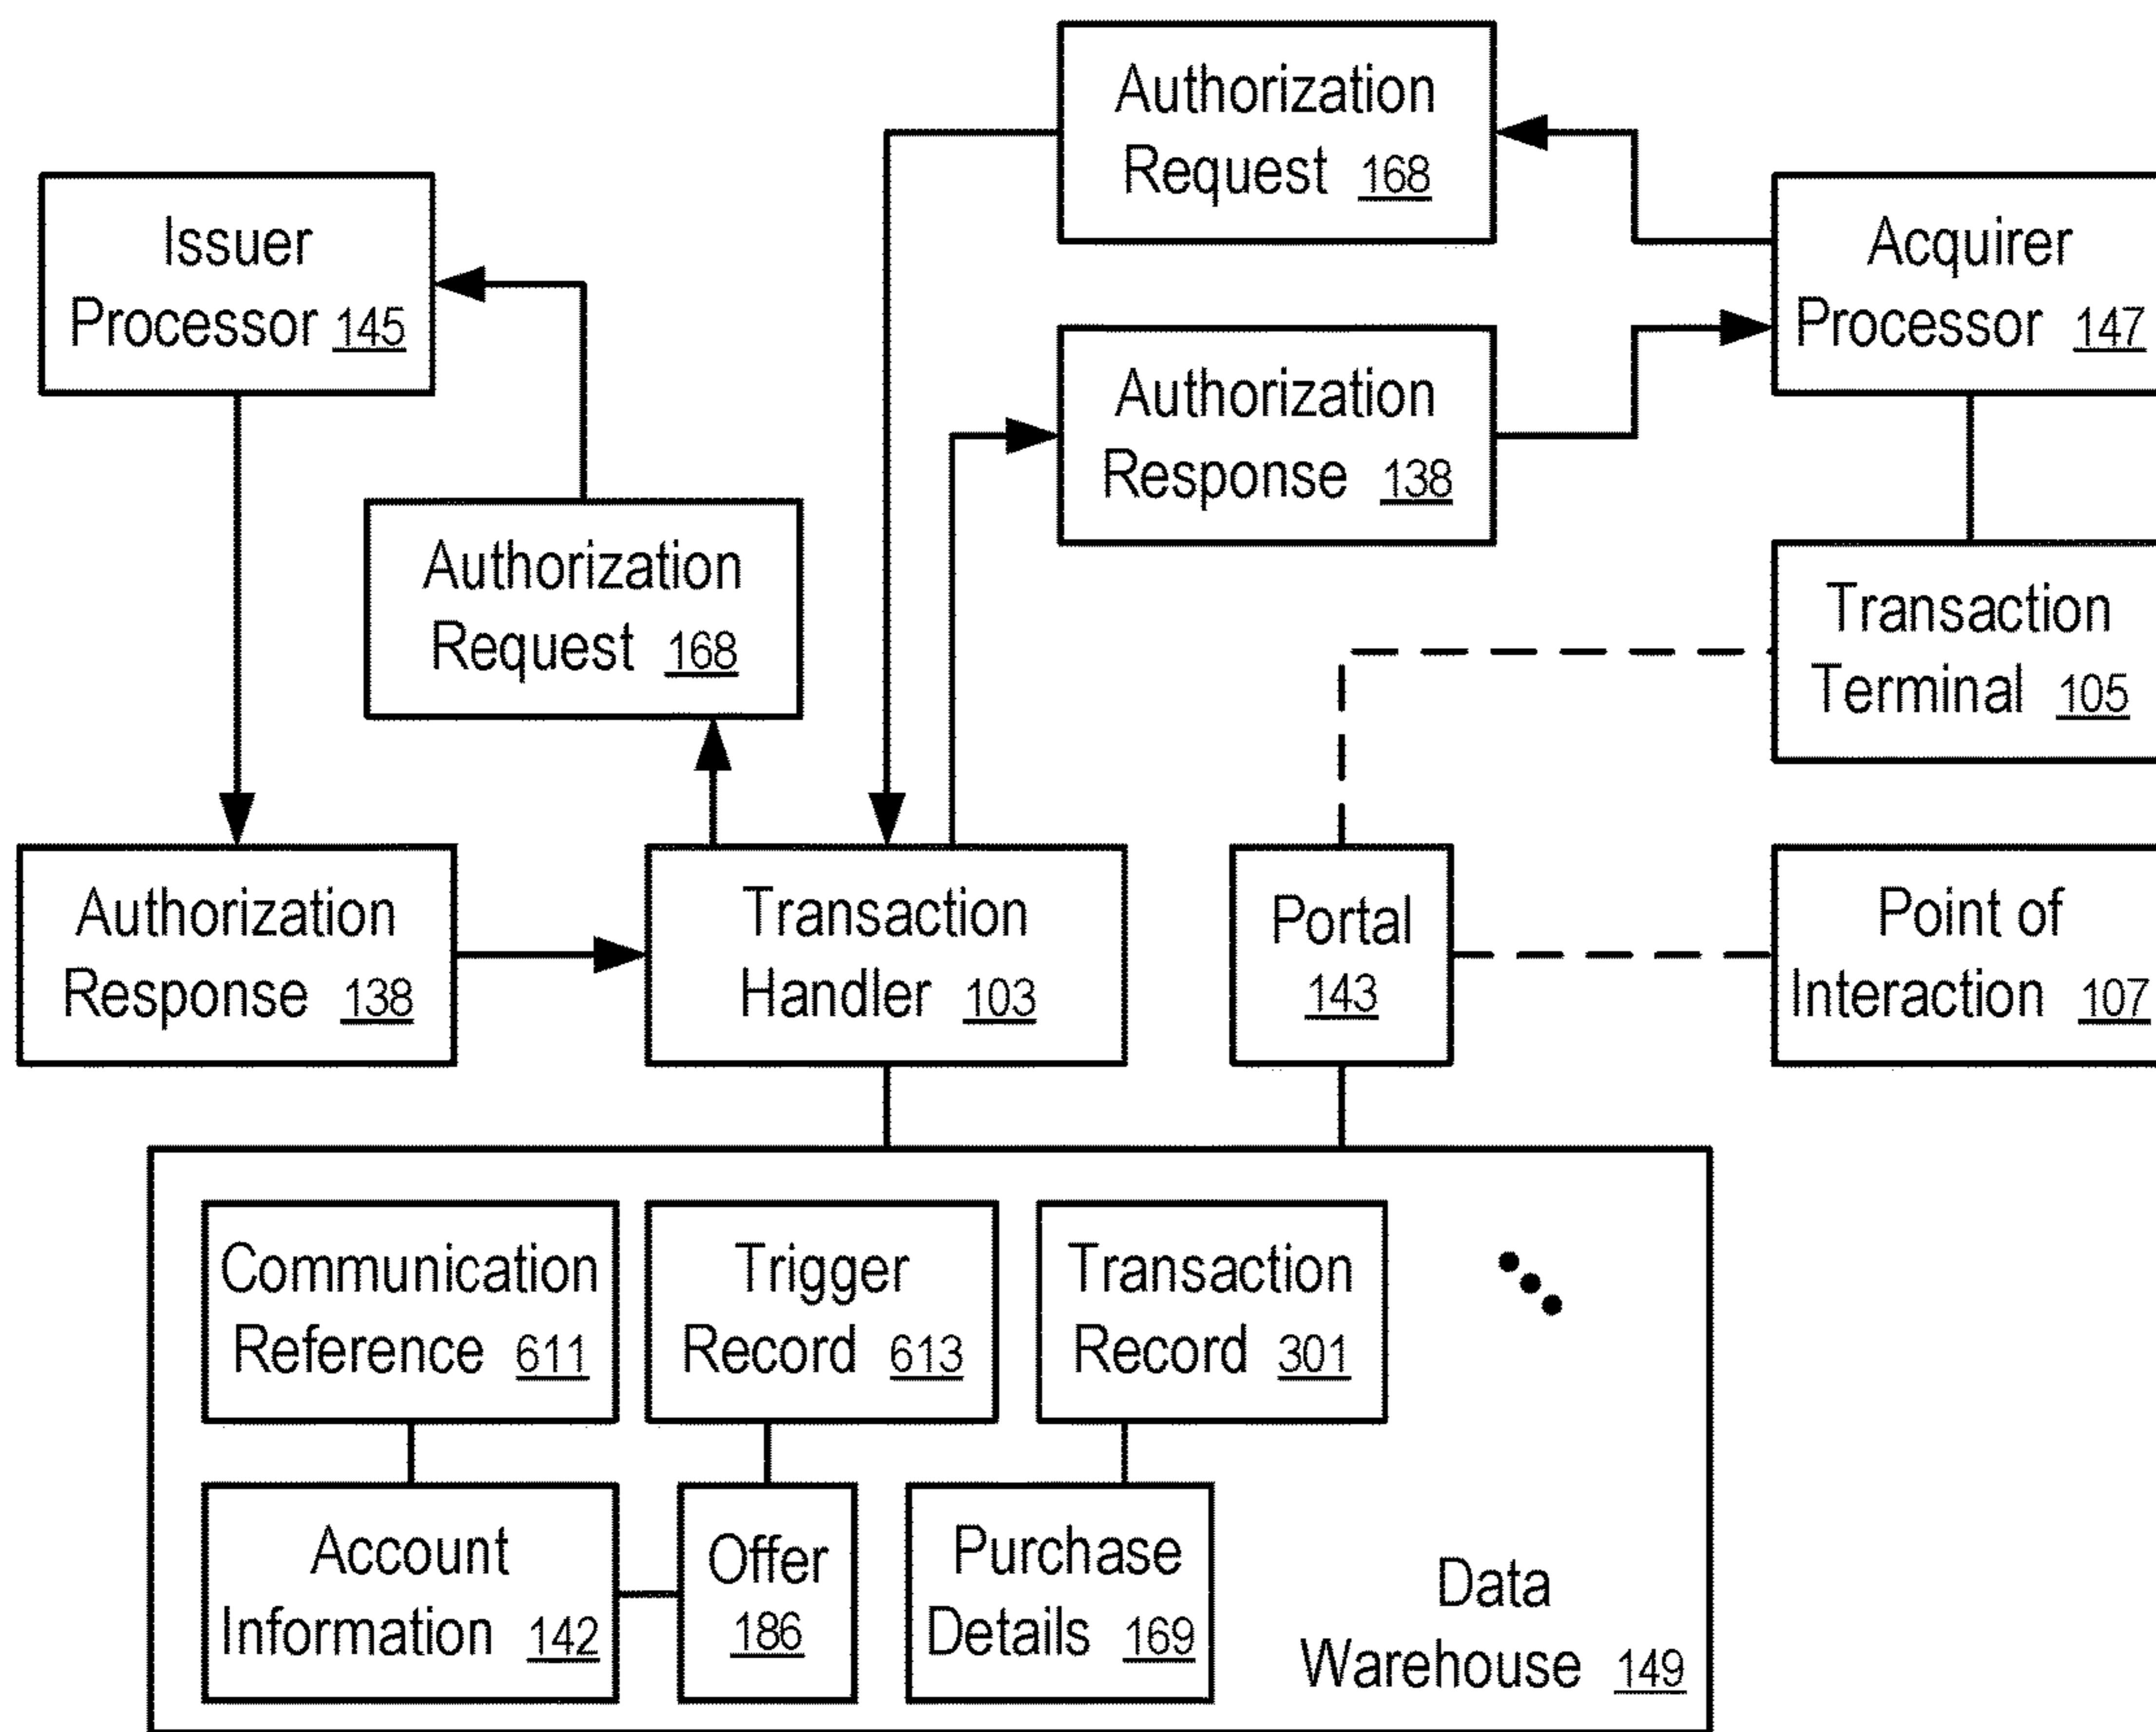 Authorization
Request 168
Issuer
Processor 145
Acquirer
Processor 147
Authorization
Response 138
Authorization
Request 168
Transaction
Terminal 105
Authorization
Response 138
Transaction
Handler 103
Portal
143
Point of
Interaction 107
Communication
Reference 611
Trigger
Record 613
Transaction
Record 301
Account
Information 142
Offer
186
Purchase
Details 169
Data
Warehouse 149